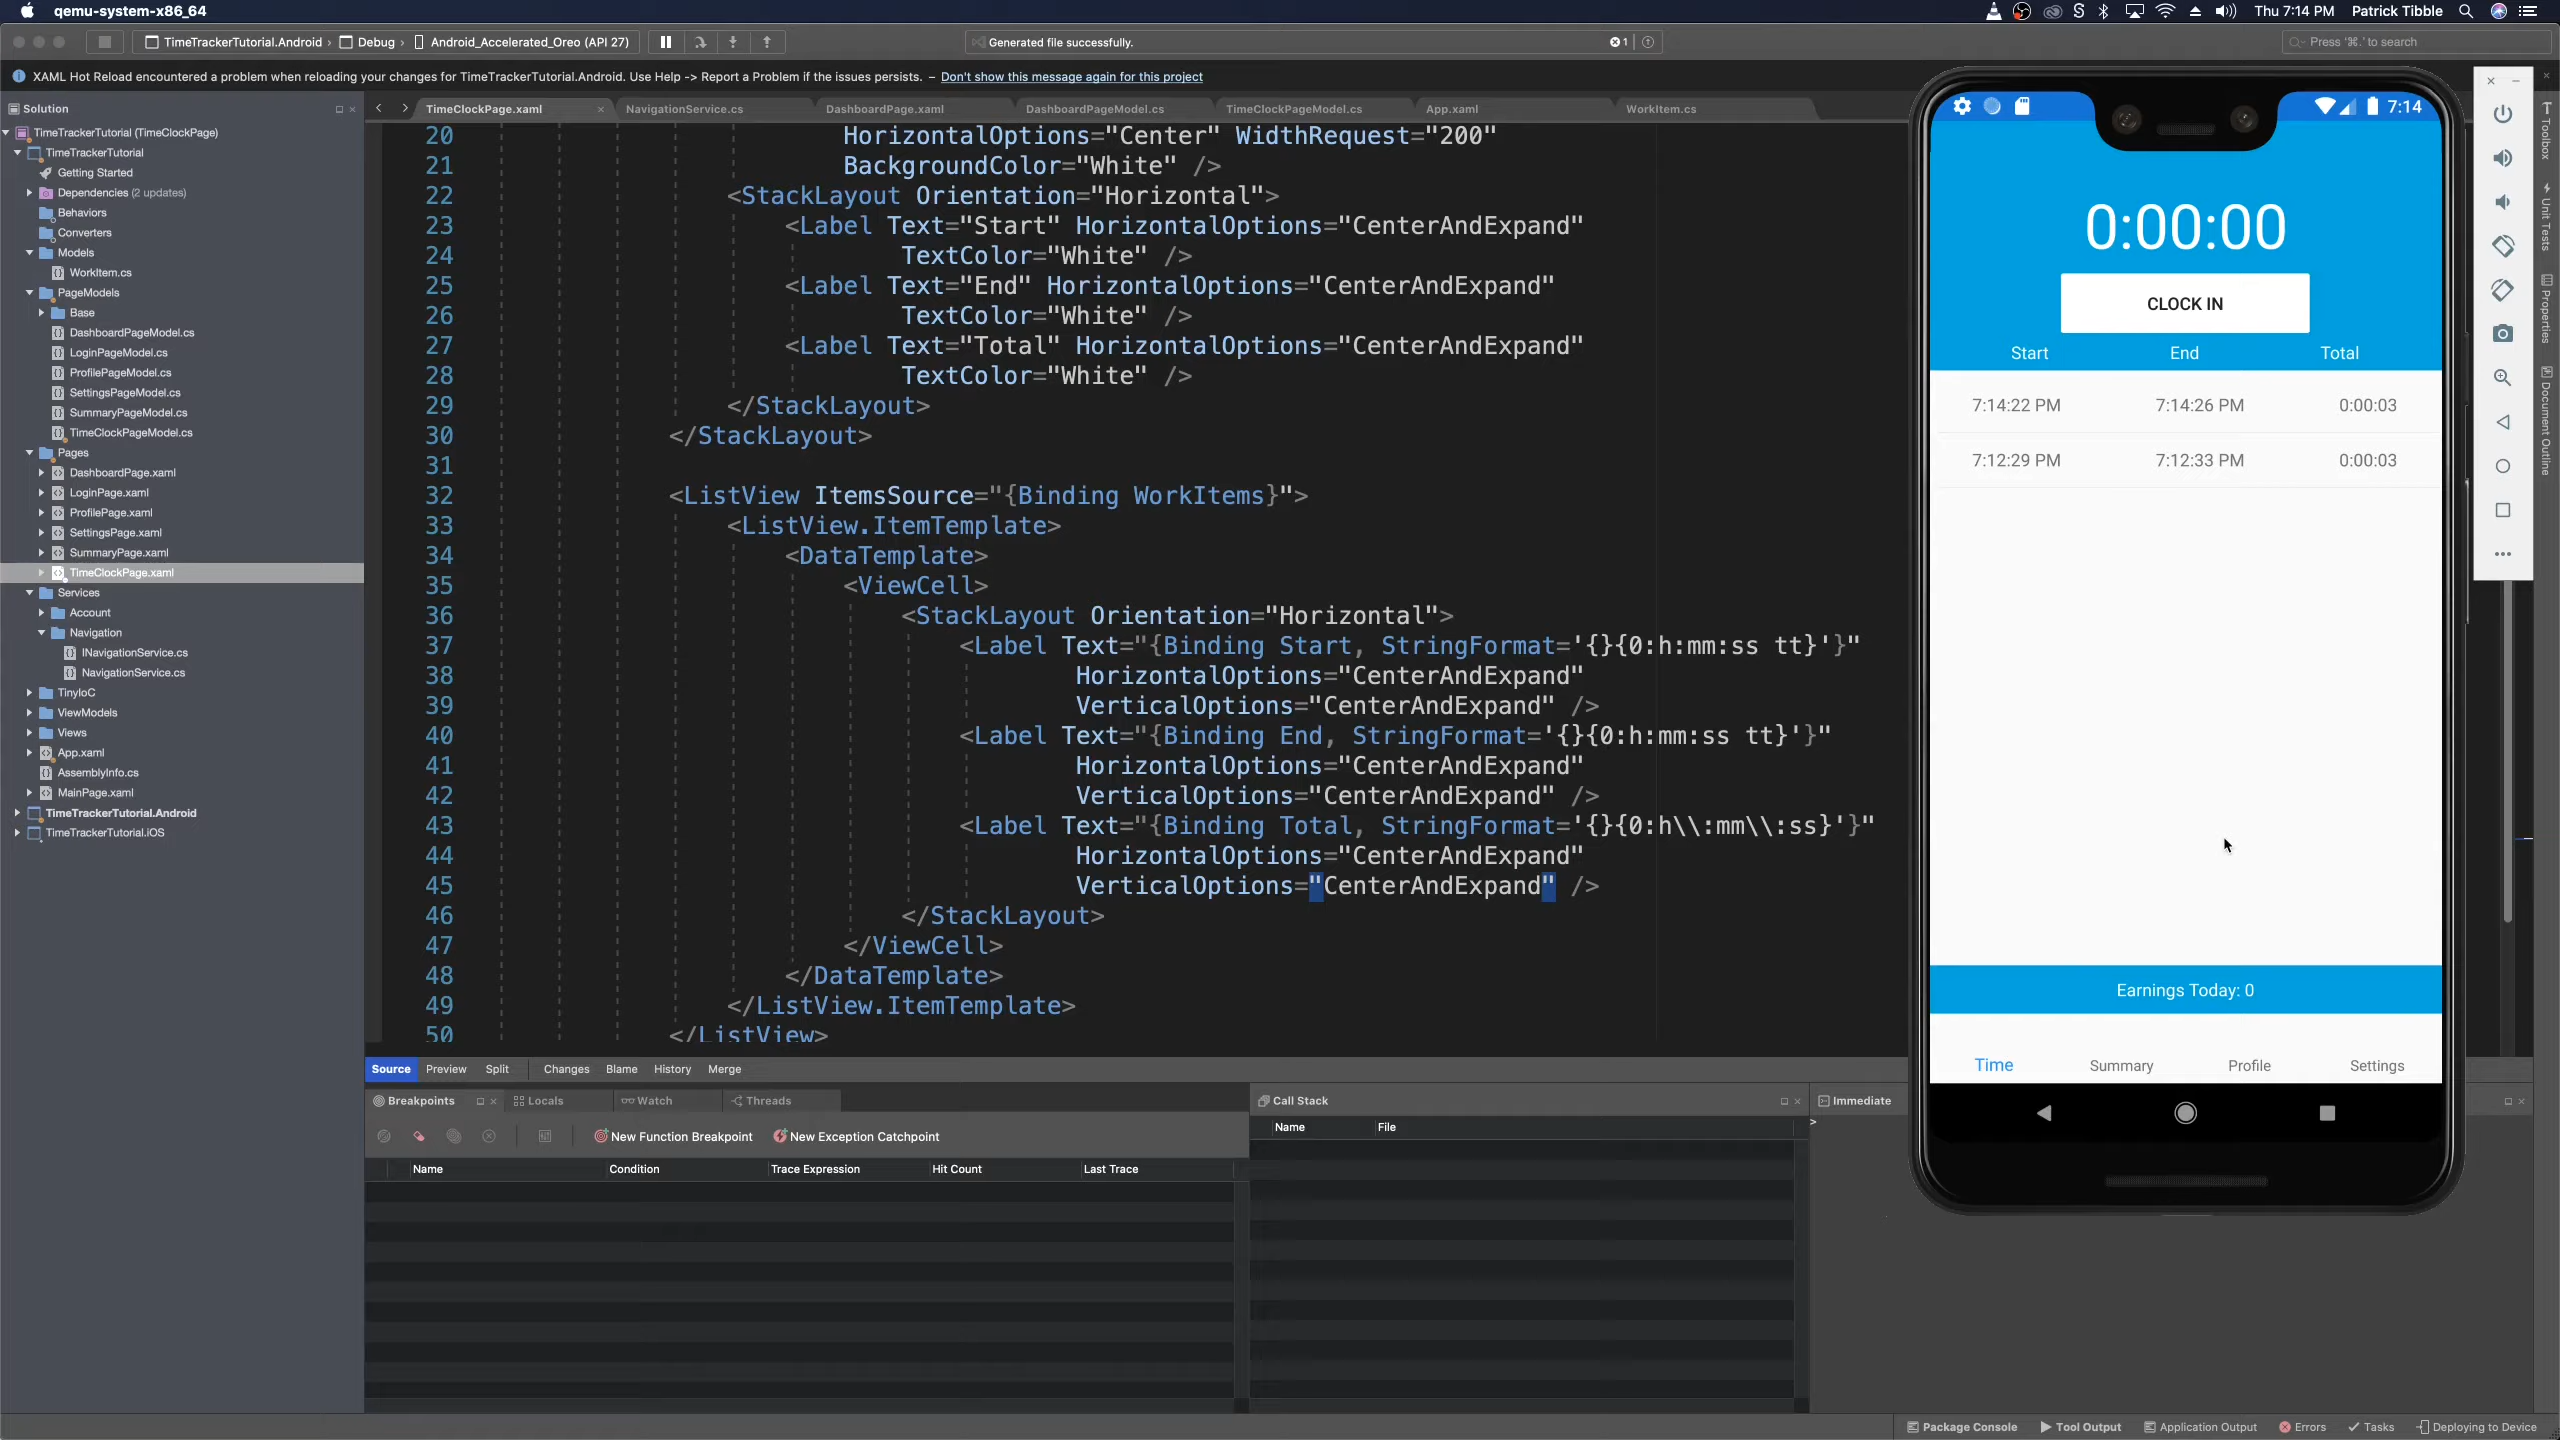 qemu-system-x86_64
Thu 7:14 PM Patrick Tibble
TimeTrackerTutorial.Android › Debug › Android_Accelerated_Oreo (API 27)
Generated file successfully.
1
Press '⌘.' to search
XAML Hot Reload encountered a problem when reloading your changes for TimeTrackerTutorial.Android. Use Help -> Report a Problem if the issues persists. – Don't show this message again for this project
Solution
TimeTrackerTutorial (TimeClockPage)
TimeTrackerTutorial
Getting Started
Dependencies (2 updates)
Behaviors
Converters
Models
WorkItem.cs
PageModels
Base
DashboardPageModel.cs
LoginPageModel.cs
ProfilePageModel.cs
SettingsPageModel.cs
SummaryPageModel.cs
TimeClockPageModel.cs
Pages
DashboardPage.xaml
LoginPage.xaml
ProfilePage.xaml
SettingsPage.xaml
SummaryPage.xaml
TimeClockPage.xaml
Services
Account
Navigation
INavigationService.cs
NavigationService.cs
TinyIoC
ViewModels
Views
App.xaml
AssemblyInfo.cs
MainPage.xaml
TimeTrackerTutorial.Android
TimeTrackerTutorial.iOS
TimeClockPage.xaml NavigationService.cs DashboardPage.xaml DashboardPageModel.cs TimeClockPageModel.cs App.xaml WorkItem.cs
20 HorizontalOptions="Center" WidthRequest="200"
21 BackgroundColor="White" />
22 <StackLayout Orientation="Horizontal">
23 <Label Text="Start" HorizontalOptions="CenterAndExpand"
24 TextColor="White" />
25 <Label Text="End" HorizontalOptions="CenterAndExpand"
26 TextColor="White" />
27 <Label Text="Total" HorizontalOptions="CenterAndExpand"
28 TextColor="White" />
29 </StackLayout>
30 </StackLayout>
31
32 <ListView ItemsSource="{Binding WorkItems}">
33 <ListView.ItemTemplate>
34 <DataTemplate>
35 <ViewCell>
36 <StackLayout Orientation="Horizontal">
37 <Label Text="{Binding Start, StringFormat='{}{0:h:mm:ss tt}'}"
38 HorizontalOptions="CenterAndExpand"
39 VerticalOptions="CenterAndExpand" />
40 <Label Text="{Binding End, StringFormat='{}{0:h:mm:ss tt}'}"
41 HorizontalOptions="CenterAndExpand"
42 VerticalOptions="CenterAndExpand" />
43 <Label Text="{Binding Total, StringFormat='{}{0:h\\:mm\\:ss}'}"
44 HorizontalOptions="CenterAndExpand"
45 VerticalOptions="CenterAndExpand" />
46 </StackLayout>
47 </ViewCell>
48 </DataTemplate>
49 </ListView.ItemTemplate>
50 </ListView>
Source Preview Split Changes Blame History Merge
Breakpoints Locals Watch Threads
New Function Breakpoint New Exception Catchpoint
Name Condition Trace Expression Hit Count Last Trace
Call Stack
Name File
Immediate
>
7:14
0:00:00
CLOCK IN
Start End Total
7:14:22 PM 7:14:26 PM 0:00:03
7:12:29 PM 7:12:33 PM 0:00:03
Earnings Today: 0
Time Summary Profile Settings
Toolbox
Unit Tests
Properties
Document Outline
Package Console Tool Output Application Output Errors Tasks Deploying to Device